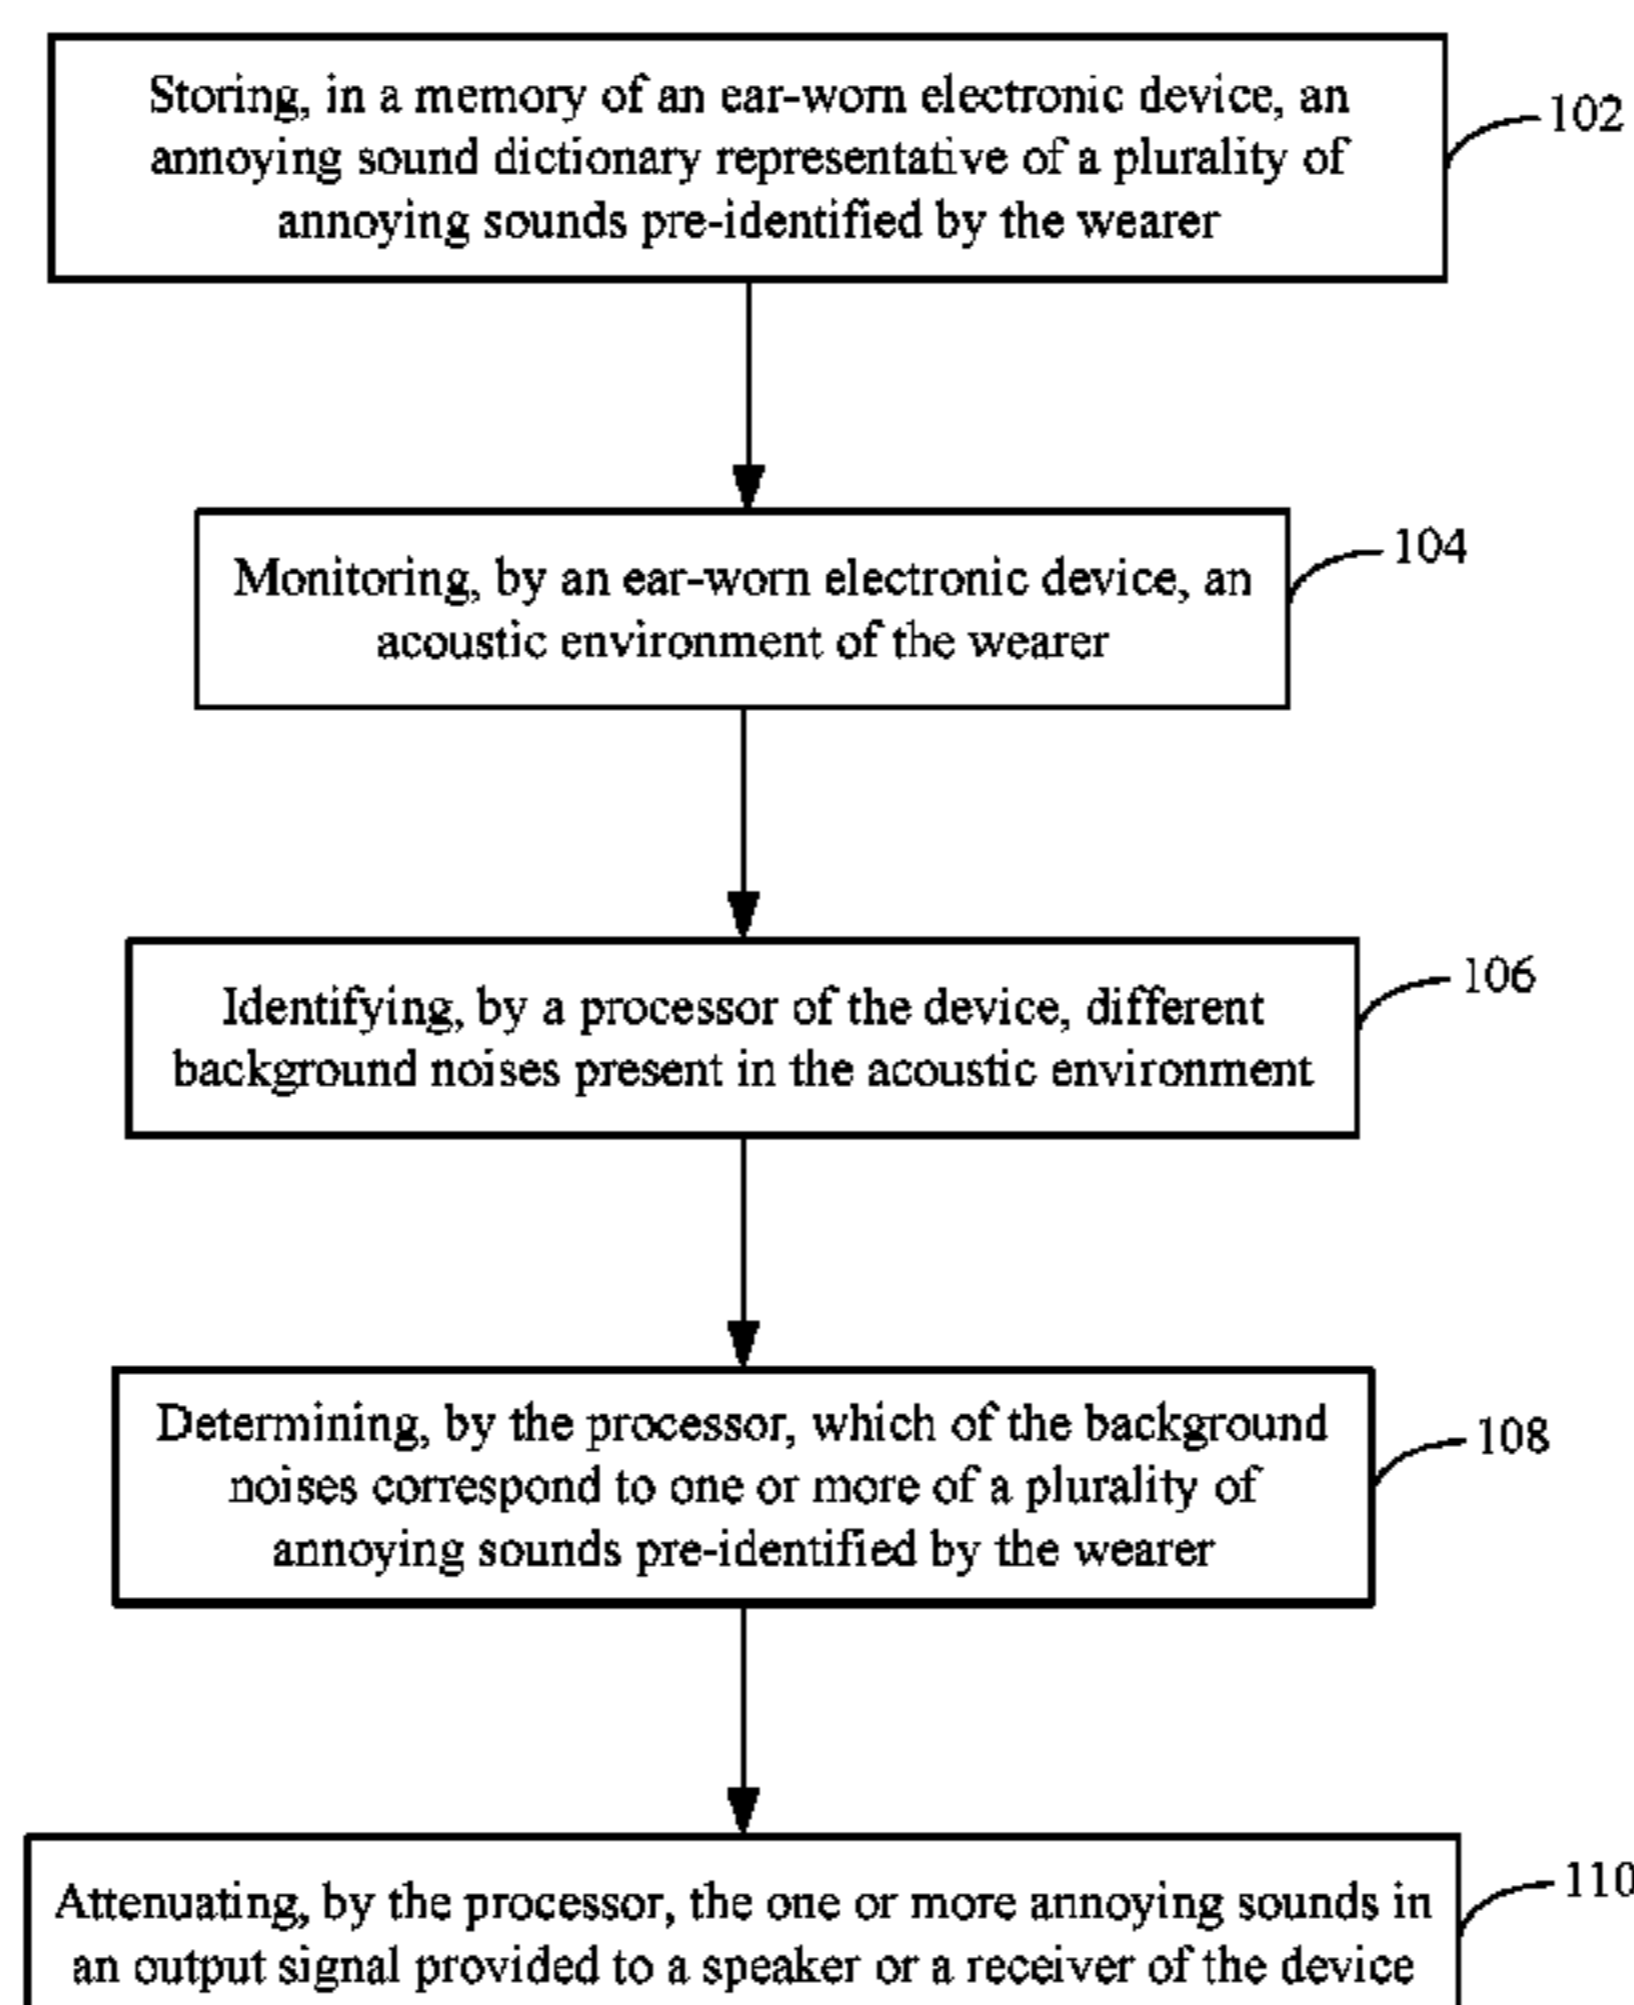 Storing, in a memory of an ear-worn electronic device, an
annoying sound dictionary representative of a plurality of
annoying sounds pre-identified by the wearer
102
Monitoring, by an ear-worn electronic device, an
acoustic environment of the wearer
104
Identifying, by a processor of the device, different
background noises present in the acoustic environment
106
Determining, by the processor, which of the background
noises correspond to one or more of a plurality of
annoying sounds pre-identified by the wearer
108
Attenuating, by the processor, the one or more annoying sounds in
an output signal provided to a speaker or a receiver of the device
110